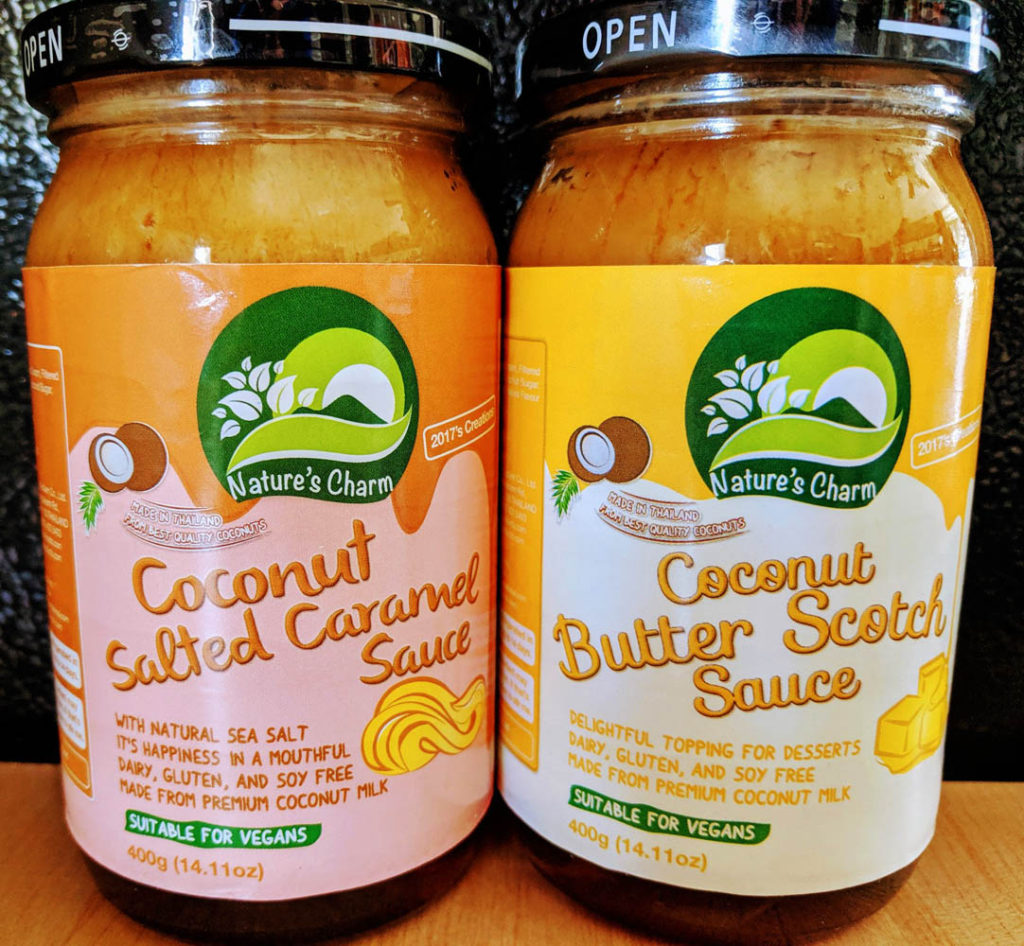 OPEN
Nature's Charm
2017's Creations
MADE IN THAILAND
FROM BEST QUALITY COCONUTS
Coconut
Salted Caramel
Sauce
WITH NATURAL SEA SALT
IT'S HAPPINESS IN A MOUTHFUL
DAIRY, GLUTEN, AND SOY FREE
MADE FROM PREMIUM COCONUT MILK
SUITABLE FOR VEGANS
400g (14.11oz)
OPEN
Nature's Charm
2017's Creations
MADE IN THAILAND
FROM BEST QUALITY COCONUTS
Coconut
Butter Scotch
Sauce
DELIGHTFUL TOPPING FOR DESSERTS
DAIRY, GLUTEN, AND SOY FREE
MADE FROM PREMIUM COCONUT MILK
SUITABLE FOR VEGANS
400g (14.11oz)